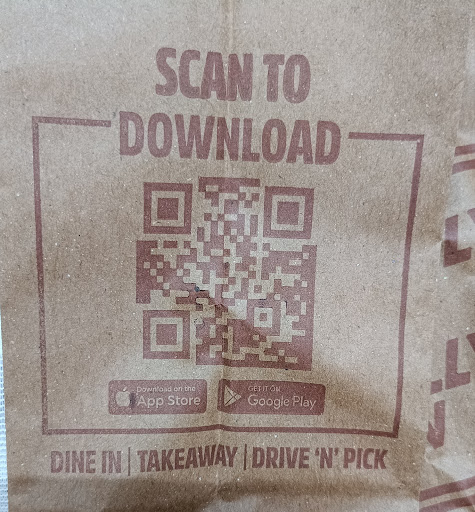 SCAN TO
DOWNLOAD
Download on the
App Store
GET IT ON
Google Play
DINE IN | TAKEAWAY | DRIVE 'N' PICK